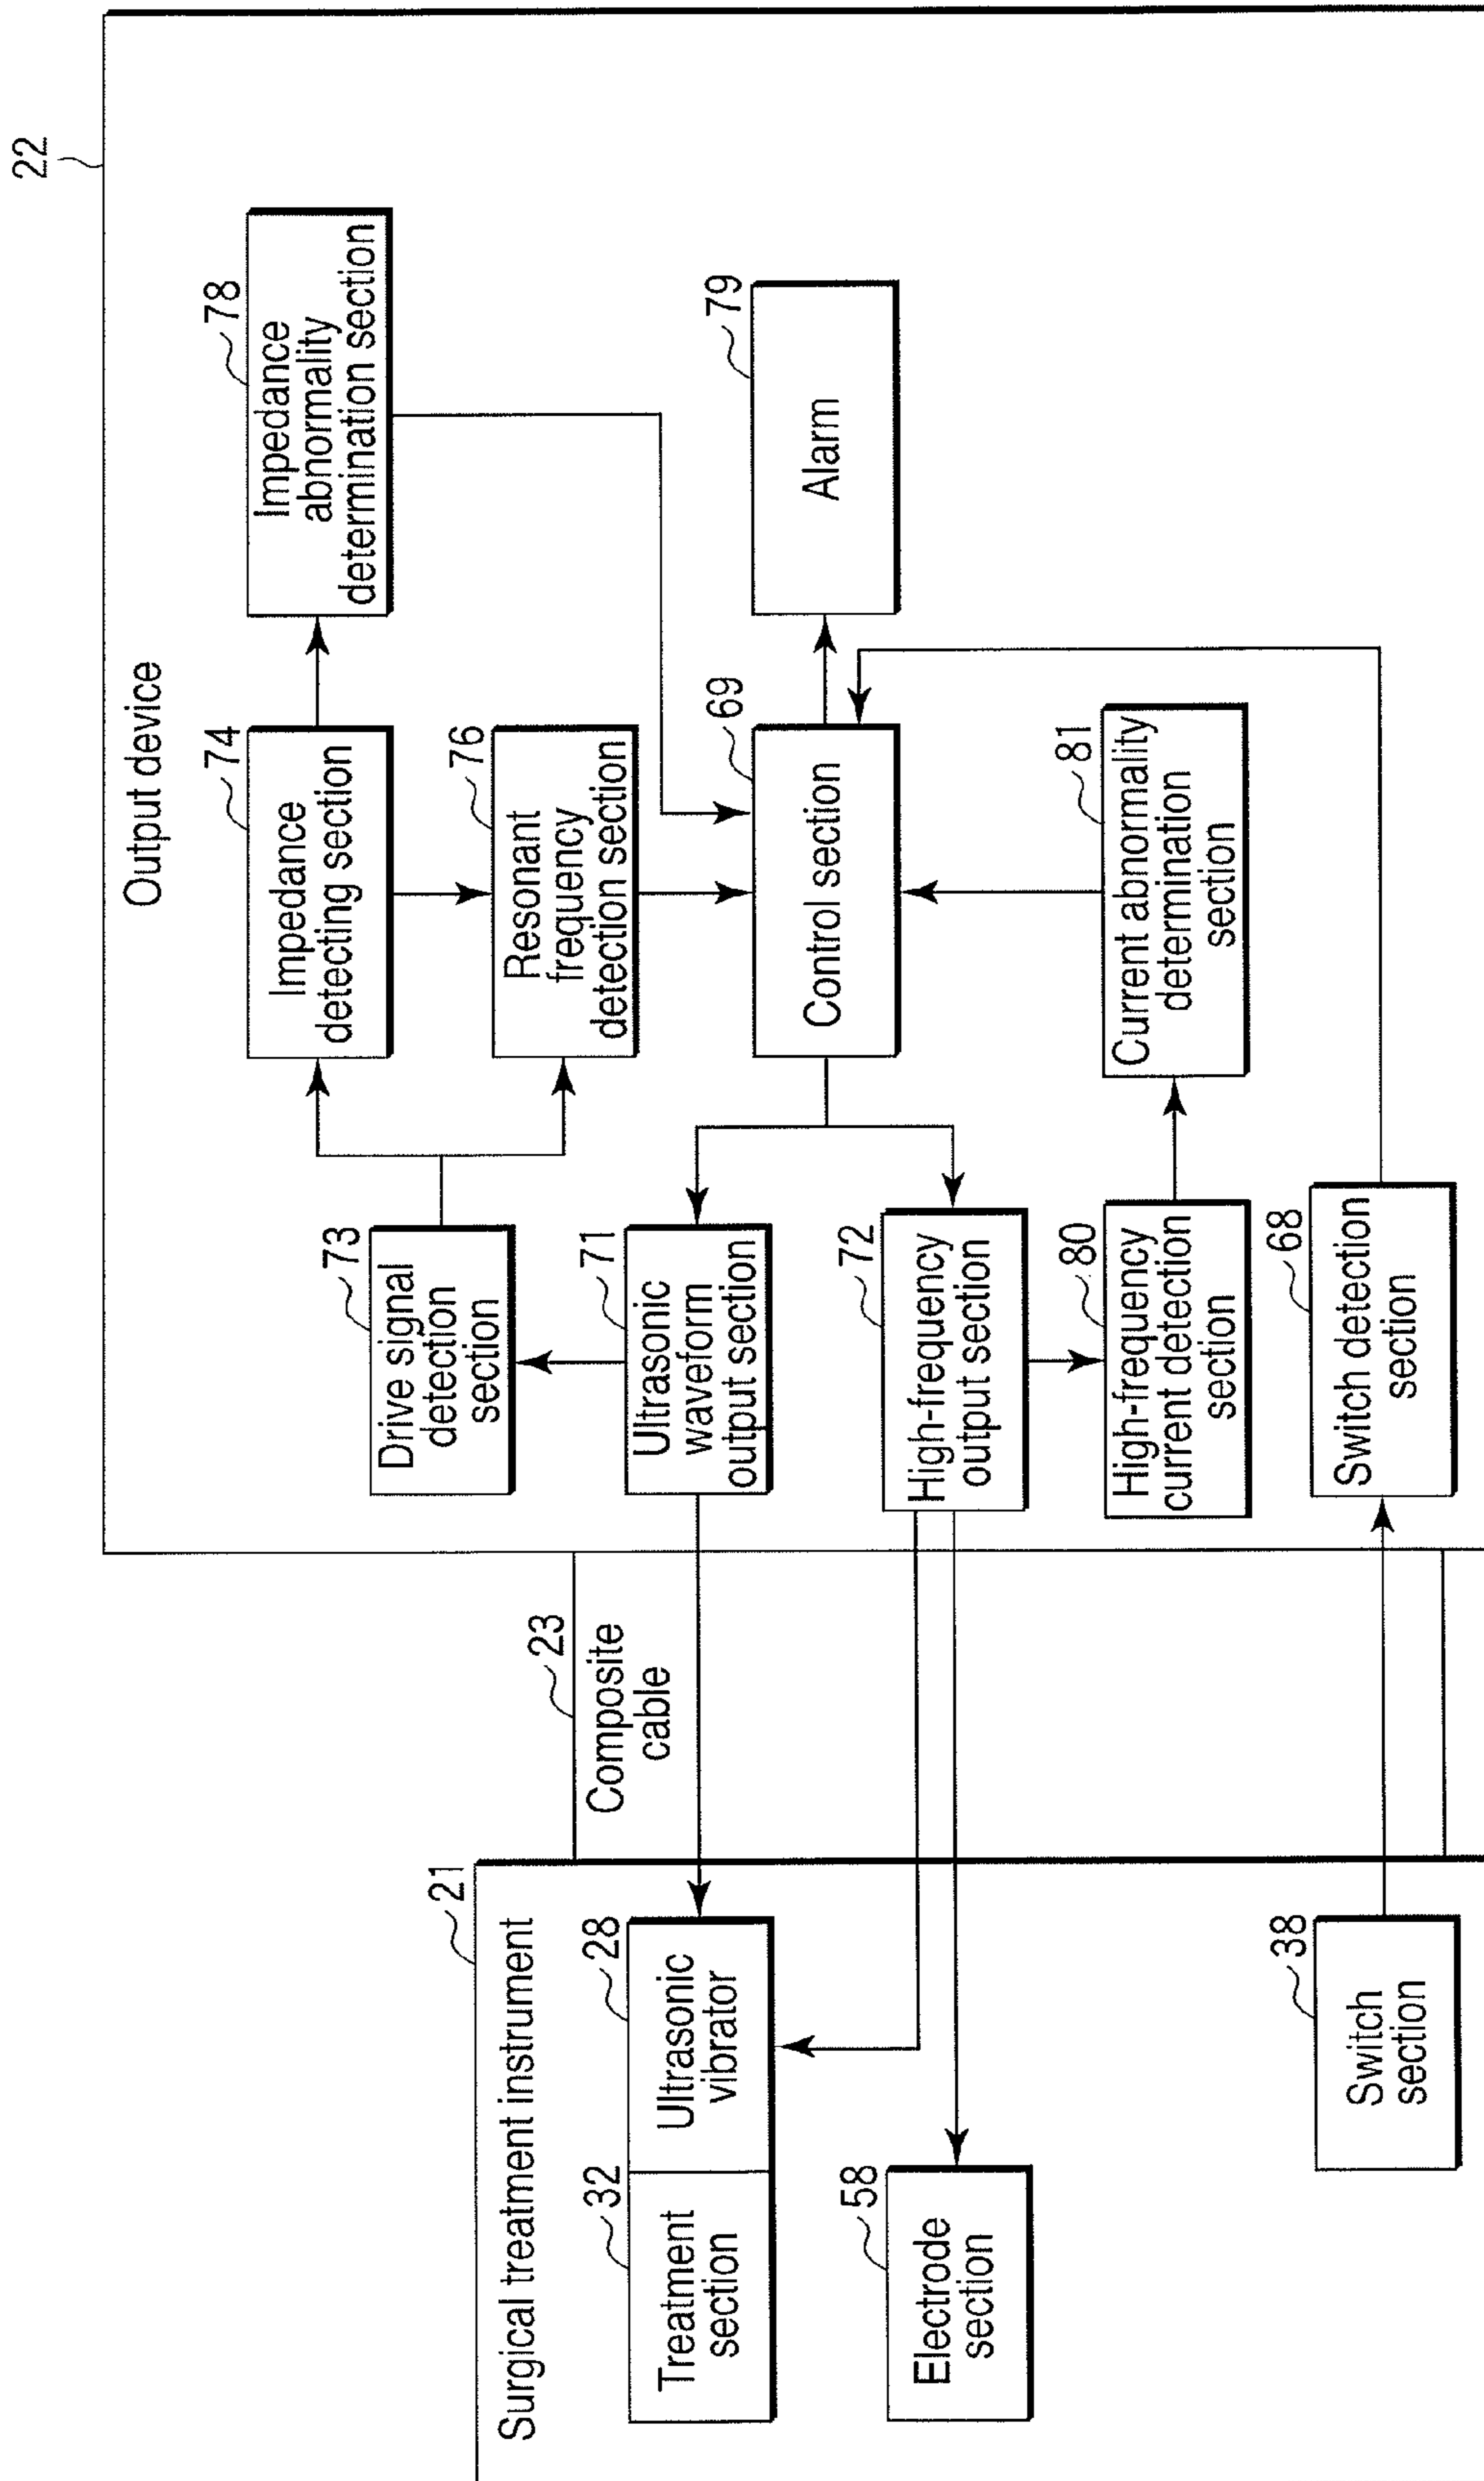 22
Output device
Surgical treatment instrument
21
23
Composite
cable
74
Impedance
detecting section
78
Impedance
abnormality
determination section
73
Drive signal
detection
section
76
Resonant
frequency
detection section
32
Treatment
section
28
Ultrasonic
vibrator
71
Ultrasonic
waveform
output section
69
Control section
79
Alarm
58
Electrode
section
72
High-frequency
output section
80
High-frequency
current detection
section
81
Current abnormality
determination
section
38
Switch
section
68
Switch detection
section